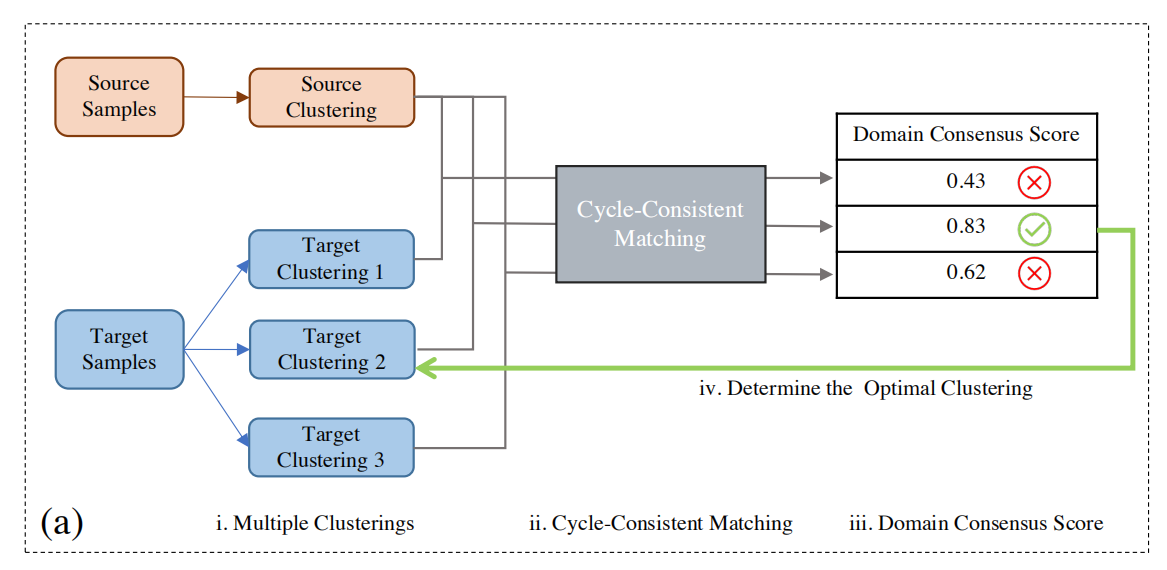 Source
Samples
Source
Clustering
Domain Consensus Score
0.43
Cycle-Consistent
Matching
0.83
Target
Clustering 1
0.62
Target
Samples
Target
Clustering 2
iv. Determine the Optimal Clustering
Target
Clustering 3
(a)
i. Multiple Clusterings
ii. Cycle-Consistent Matching
iii. Domain Consensus Score